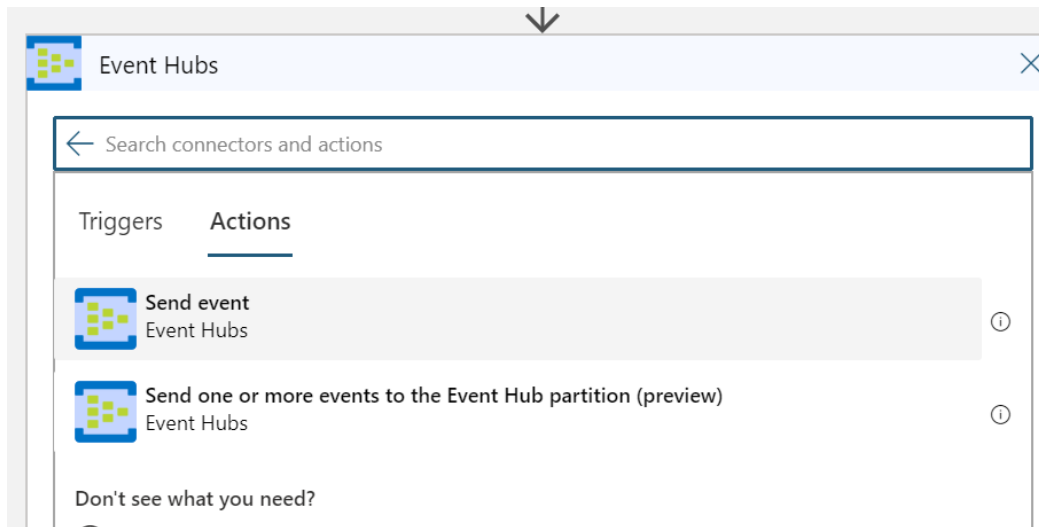 Event Hubs
Search connectors and actions
Triggers Actions
Send event
Event Hubs
Send one or more events to the Event Hub partition (preview)
Event Hubs
Don't see what you need?